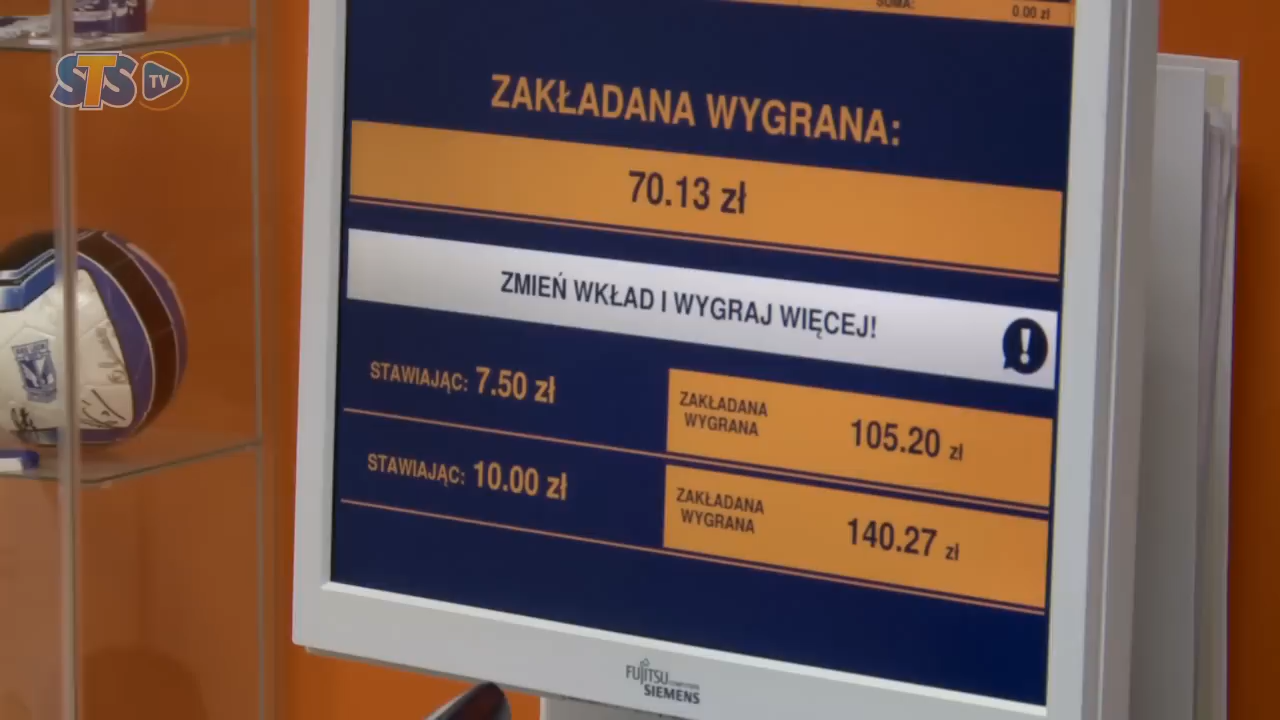 SUMA:
0.00 zł
STS TV
ZAKŁADANA WYGRANA:
70.13 zł
ZMIEŃ WKŁAD I WYGRAJ WIĘCEJ!
STAWIAJĄC: 7.50 zł
ZAKŁADANA
WYGRANA
105.20 zł
STAWIAJĄC: 10.00 zł
ZAKŁADANA
WYGRANA
140.27 zł
FUJITSU
SIEMENS